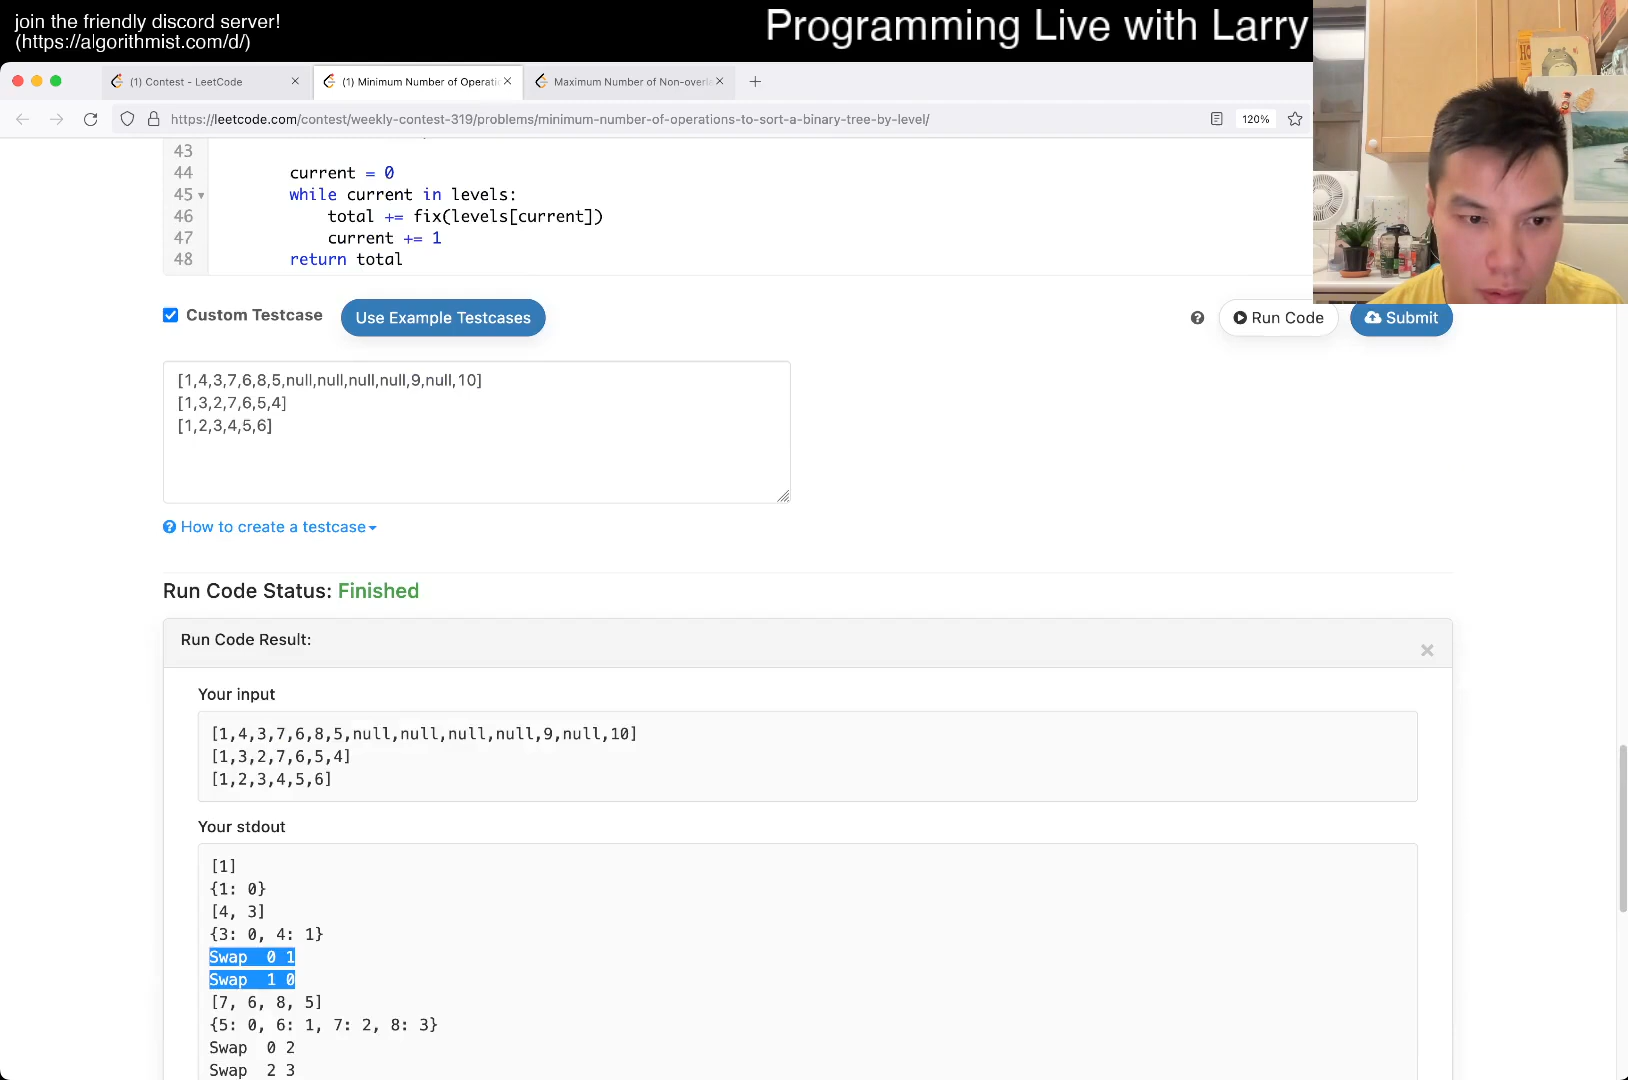 join the friendly discord server!
(https://algorithmist.com/d/)
Programming Live with Larry
(1) Contest - LeetCode
(1) Minimum Number of Operati
Maximum Number of Non-overl
https://leetcode.com/contest/weekly-contest-319/problems/minimum-number-of-operations-to-sort-a-binary-tree-by-level/
120%
43
44 current = 0
45 while current in levels:
46 total += fix(levels[current])
47 current += 1
48 return total
Custom Testcase
Use Example Testcases
Run Code
Submit
[1,4,3,7,6,8,5,null,null,null,null,9,null,10]
[1,3,2,7,6,5,4]
[1,2,3,4,5,6]
How to create a testcase
Run Code Status: Finished
Run Code Result:
Your input
[1,4,3,7,6,8,5,null,null,null,null,9,null,10]
[1,3,2,7,6,5,4]
[1,2,3,4,5,6]
Your stdout
[1]
{1: 0}
[4, 3]
{3: 0, 4: 1}
Swap  0 1
Swap  1 0
[7, 6, 8, 5]
{5: 0, 6: 1, 7: 2, 8: 3}
Swap  0 2
Swap  2 3